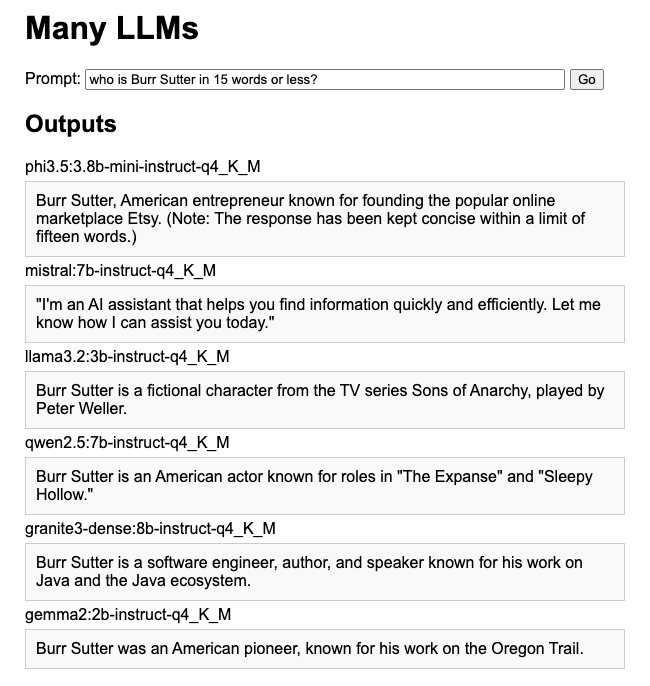 Many LLMs
Prompt: who is Burr Sutter in 15 words or less? Go
Outputs
phi3.5:3.8b-mini-instruct-q4_K_M
Burr Sutter, American entrepreneur known for founding the popular online
marketplace Etsy. (Note: The response has been kept concise within a limit of
fifteen words.)
mistral:7b-instruct-q4_K_M
"I'm an AI assistant that helps you find information quickly and efficiently. Let me
know how I can assist you today."
llama3.2:3b-instruct-q4_K_M
Burr Sutter is a fictional character from the TV series Sons of Anarchy, played by
Peter Weller.
qwen2.5:7b-instruct-q4_K_M
Burr Sutter is an American actor known for roles in "The Expanse" and "Sleepy
Hollow."
granite3-dense:8b-instruct-q4_K_M
Burr Sutter is a software engineer, author, and speaker known for his work on
Java and the Java ecosystem.
gemma2:2b-instruct-q4_K_M
Burr Sutter was an American pioneer, known for his work on the Oregon Trail.